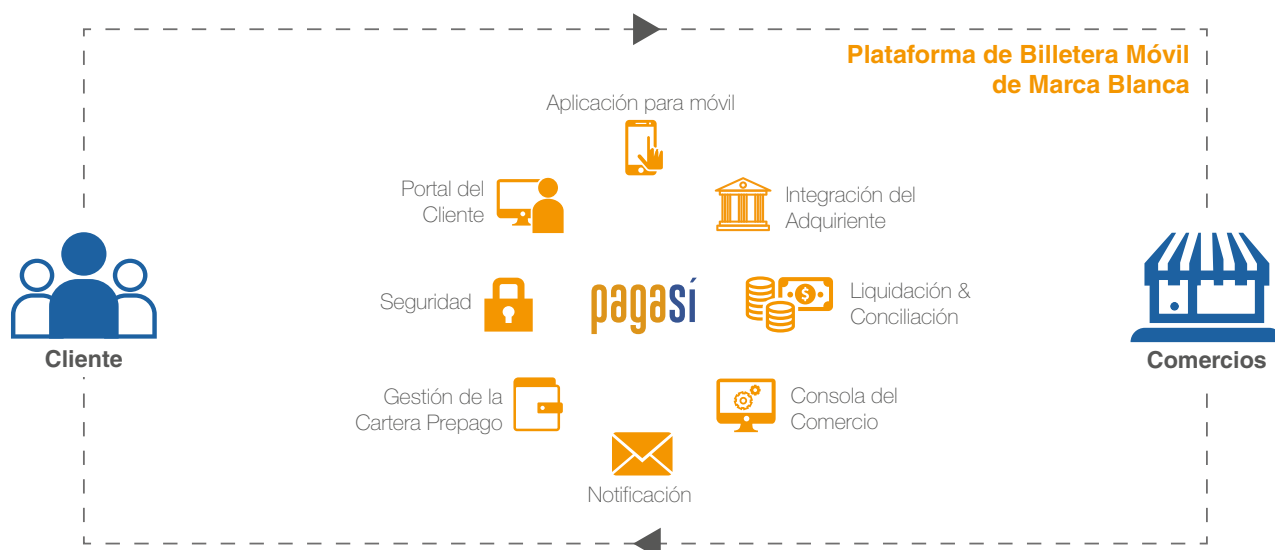 Plataforma de Billetera Móvil
de Marca Blanca
Aplicación para móvil
Portal del
Cliente
Integración del
Adquiriente
Seguridad
pagasí
Liquidación &
Conciliación
Cliente
Comercios
Gestión de la
Cartera Prepago
Consola del
Comercio
Notificación